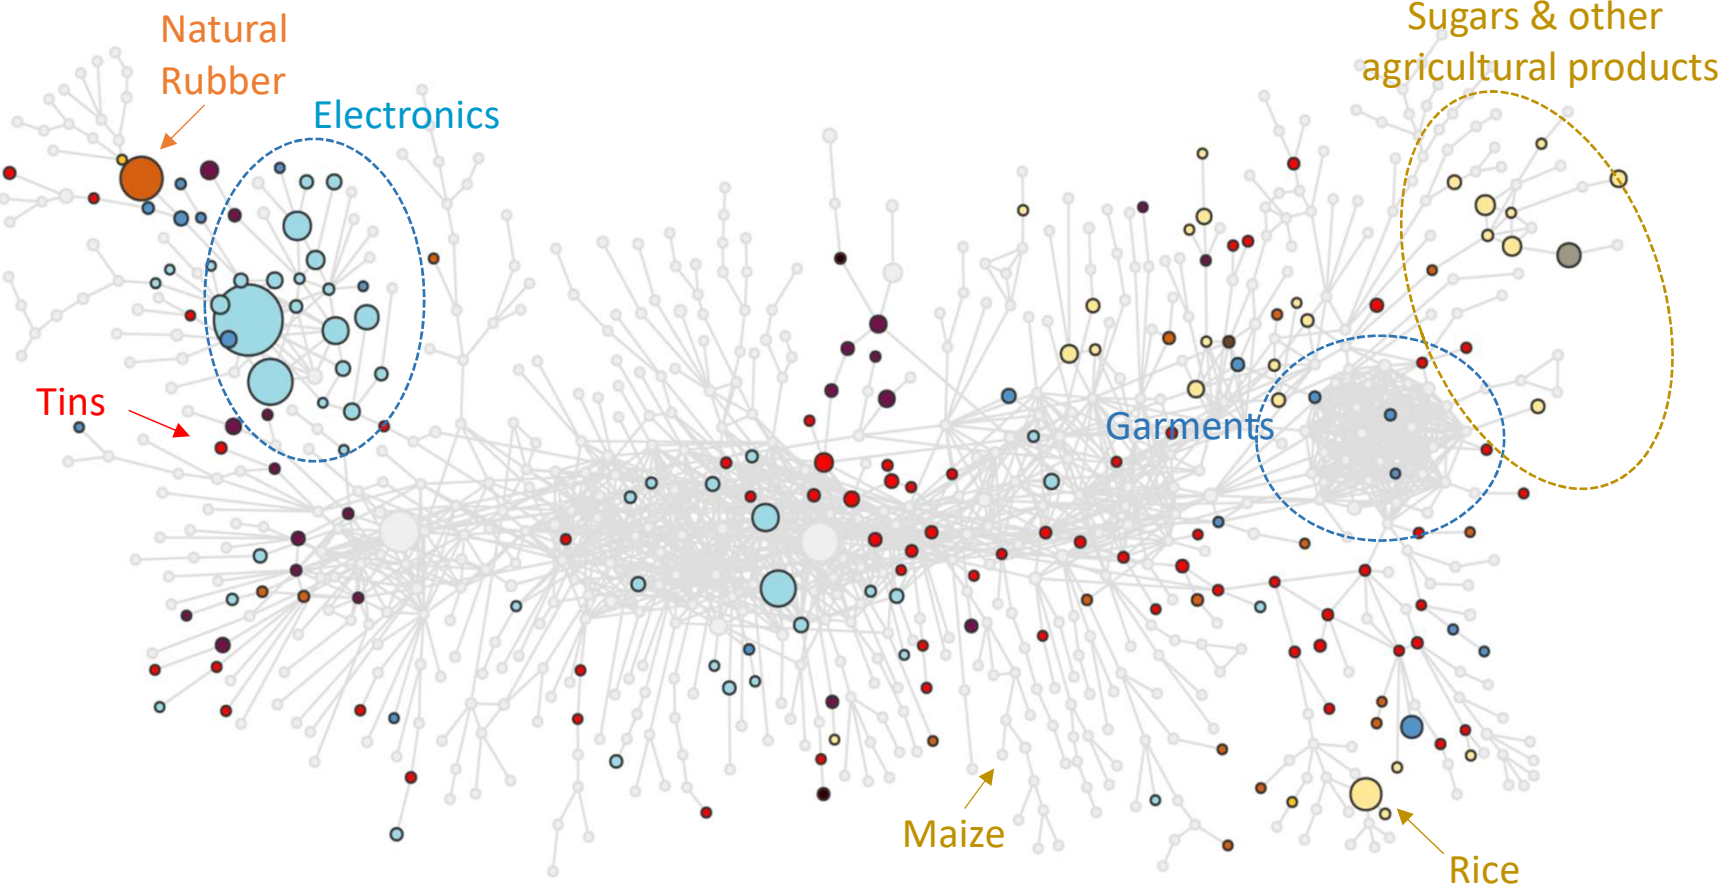 Natural
Rubber
Electronics
Sugars & other
agricultural products
Tins
Garments
Maize
Rice